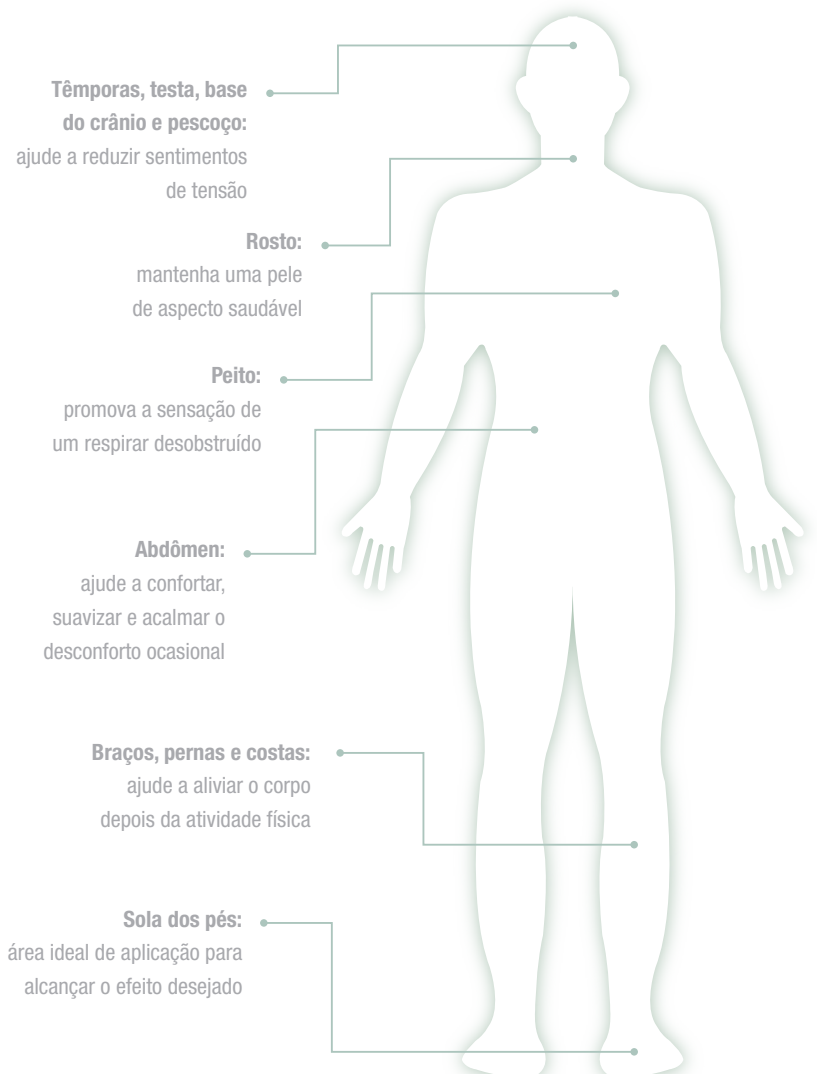 Têmporas, testa, base
do crânio e pescoço:
ajude a reduzir sentimentos
de tensão
Rosto:
mantenha uma pele
de aspecto saudável
Peito:
promova a sensação de
um respirar desobstruído
Abdômen:
ajude a confortar,
suavizar e acalmar o
desconforto ocasional
Braços, pernas e costas:
ajude a aliviar o corpo
depois da atividade física
Sola dos pés:
área ideal de aplicação para
alcançar o efeito desejado